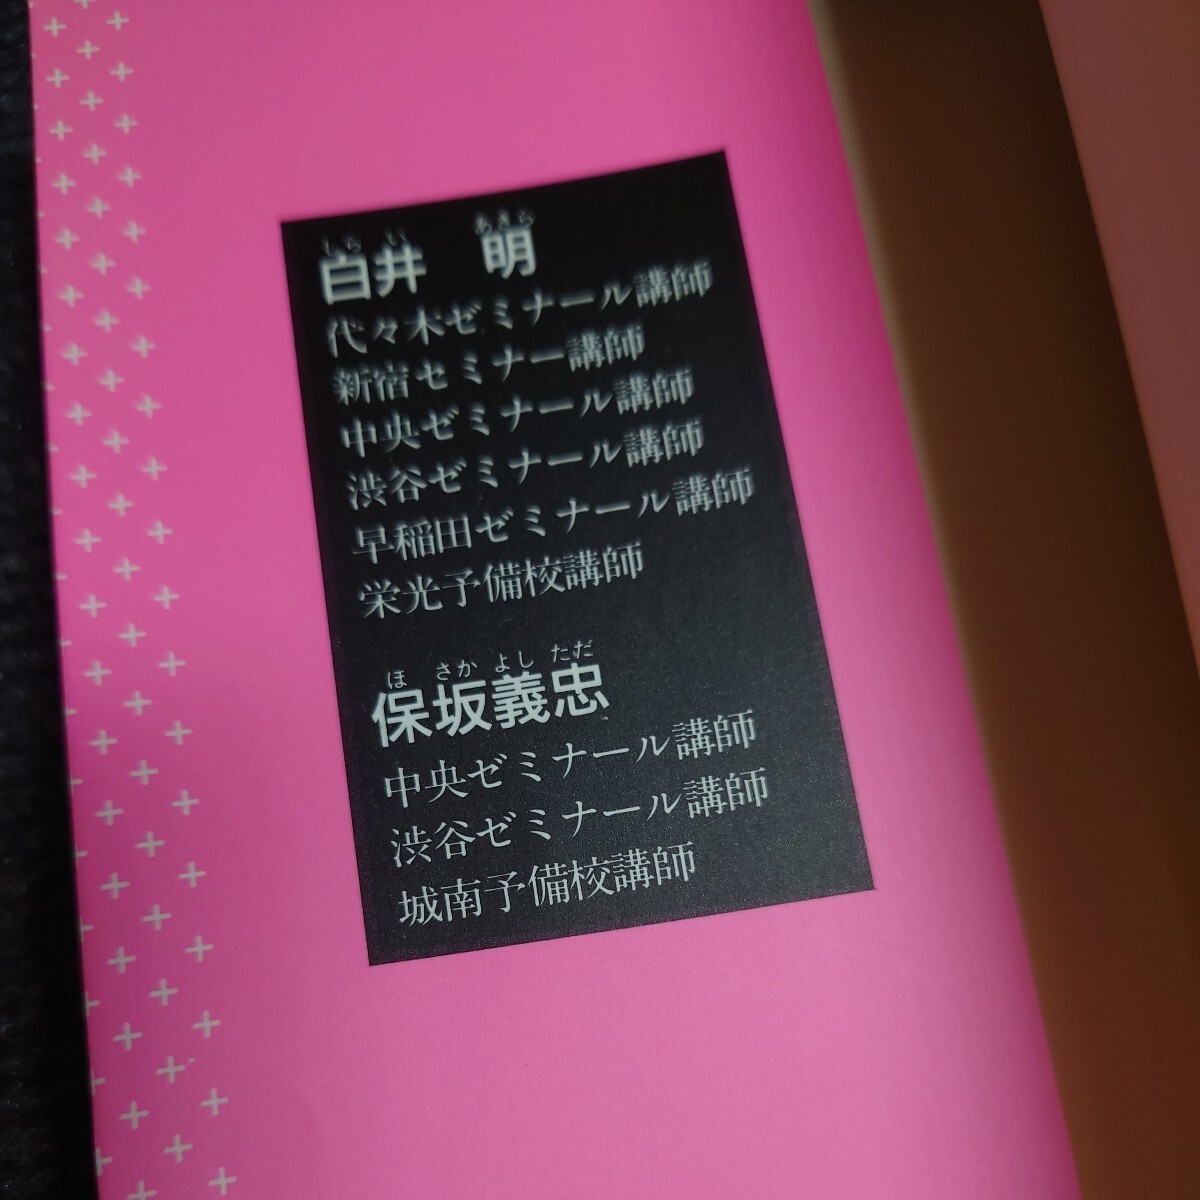 しらい あきら
白井 明
代々木ゼミナール講師
新宿セミナー講師
中央ゼミナール講師
渋谷ゼミナール講師
早稲田ゼミナール講師
栄光予備校講師
ほ さか よし ただ
保坂義忠
中央ゼミナール講師
渋谷ゼミナール講師
城南予備校講師